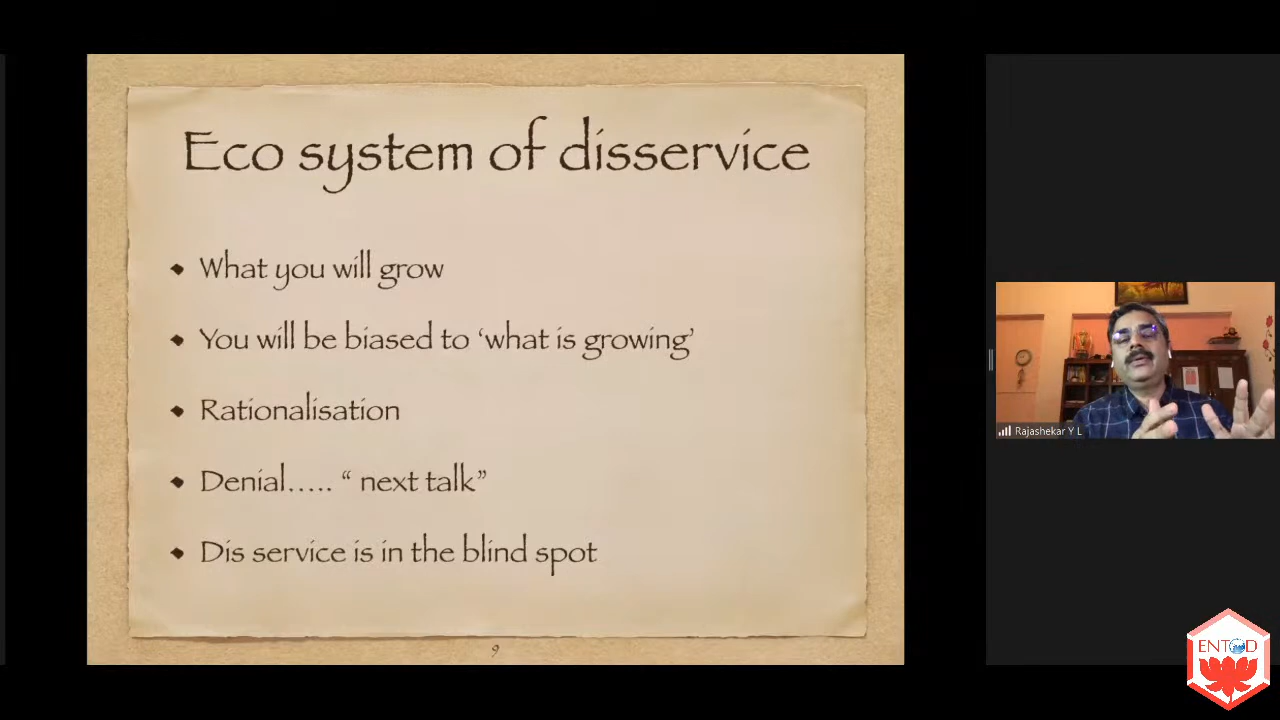 Eco system of disservice
What you will grow
You will be biased to ‘what is growing’
Rationalisation
Denial..... “ next talk”
Dis service is in the blind spot
9
Rajashekar Y L
ENTOD